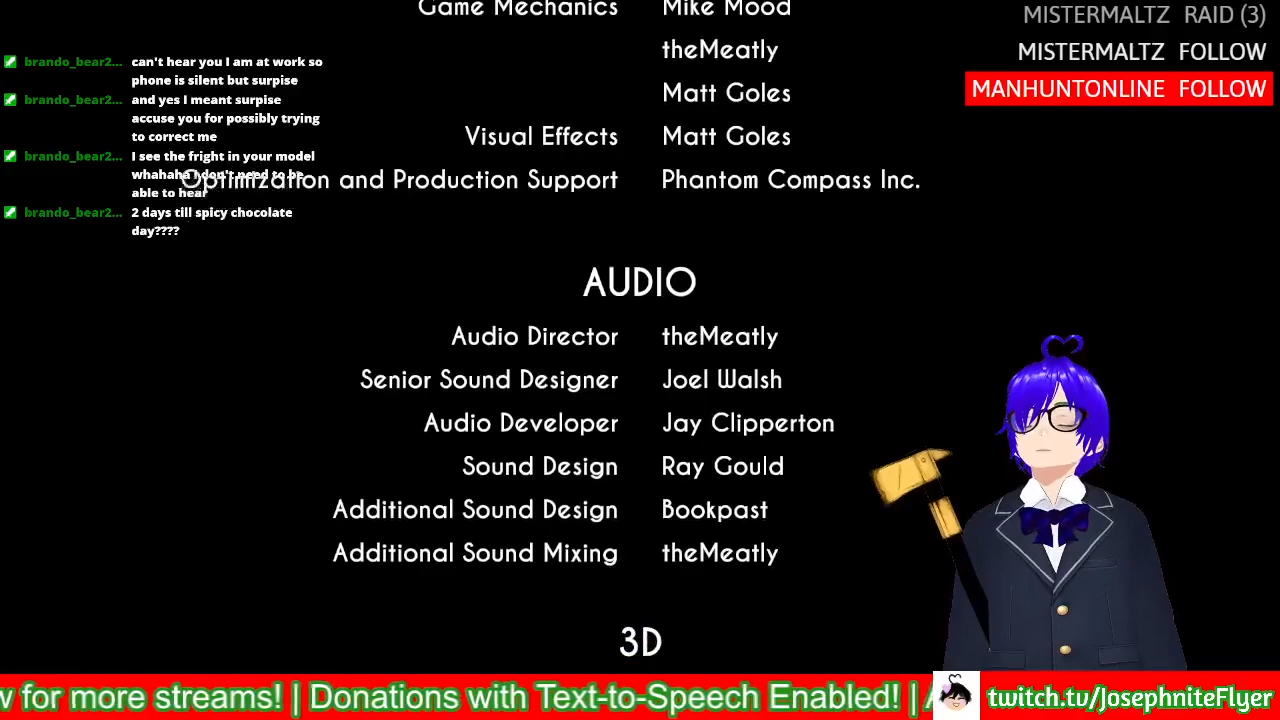 Game Mechanics Mike Mood
theMeatly
Matt Goles
Visual Effects Matt Goles
Optimization and Production Support Phantom Compass Inc.
AUDIO
Audio Director theMeatly
Senior Sound Designer Joel Walsh
Audio Developer Jay Clipperton
Sound Design Ray Gould
Additional Sound Design Bookpast
Additional Sound Mixing theMeatly
3D
brando_bear2... can't hear you I am at work so
phone is silent but surpise
brando_bear2... and yes I meant surpise
accuse you for possibly trying
to correct me
brando_bear2... I see the fright in your model
whahaha I don't need to be
able to hear
brando_bear2... 2 days till spicy chocolate
day????
MISTERMALTZ RAID (3)
MISTERMALTZ FOLLOW
MANHUNTONLINE FOLLOW
for more streams! | Donations with Text-to-Speech Enabled! |
twitch.tv/JosephniteFlyer